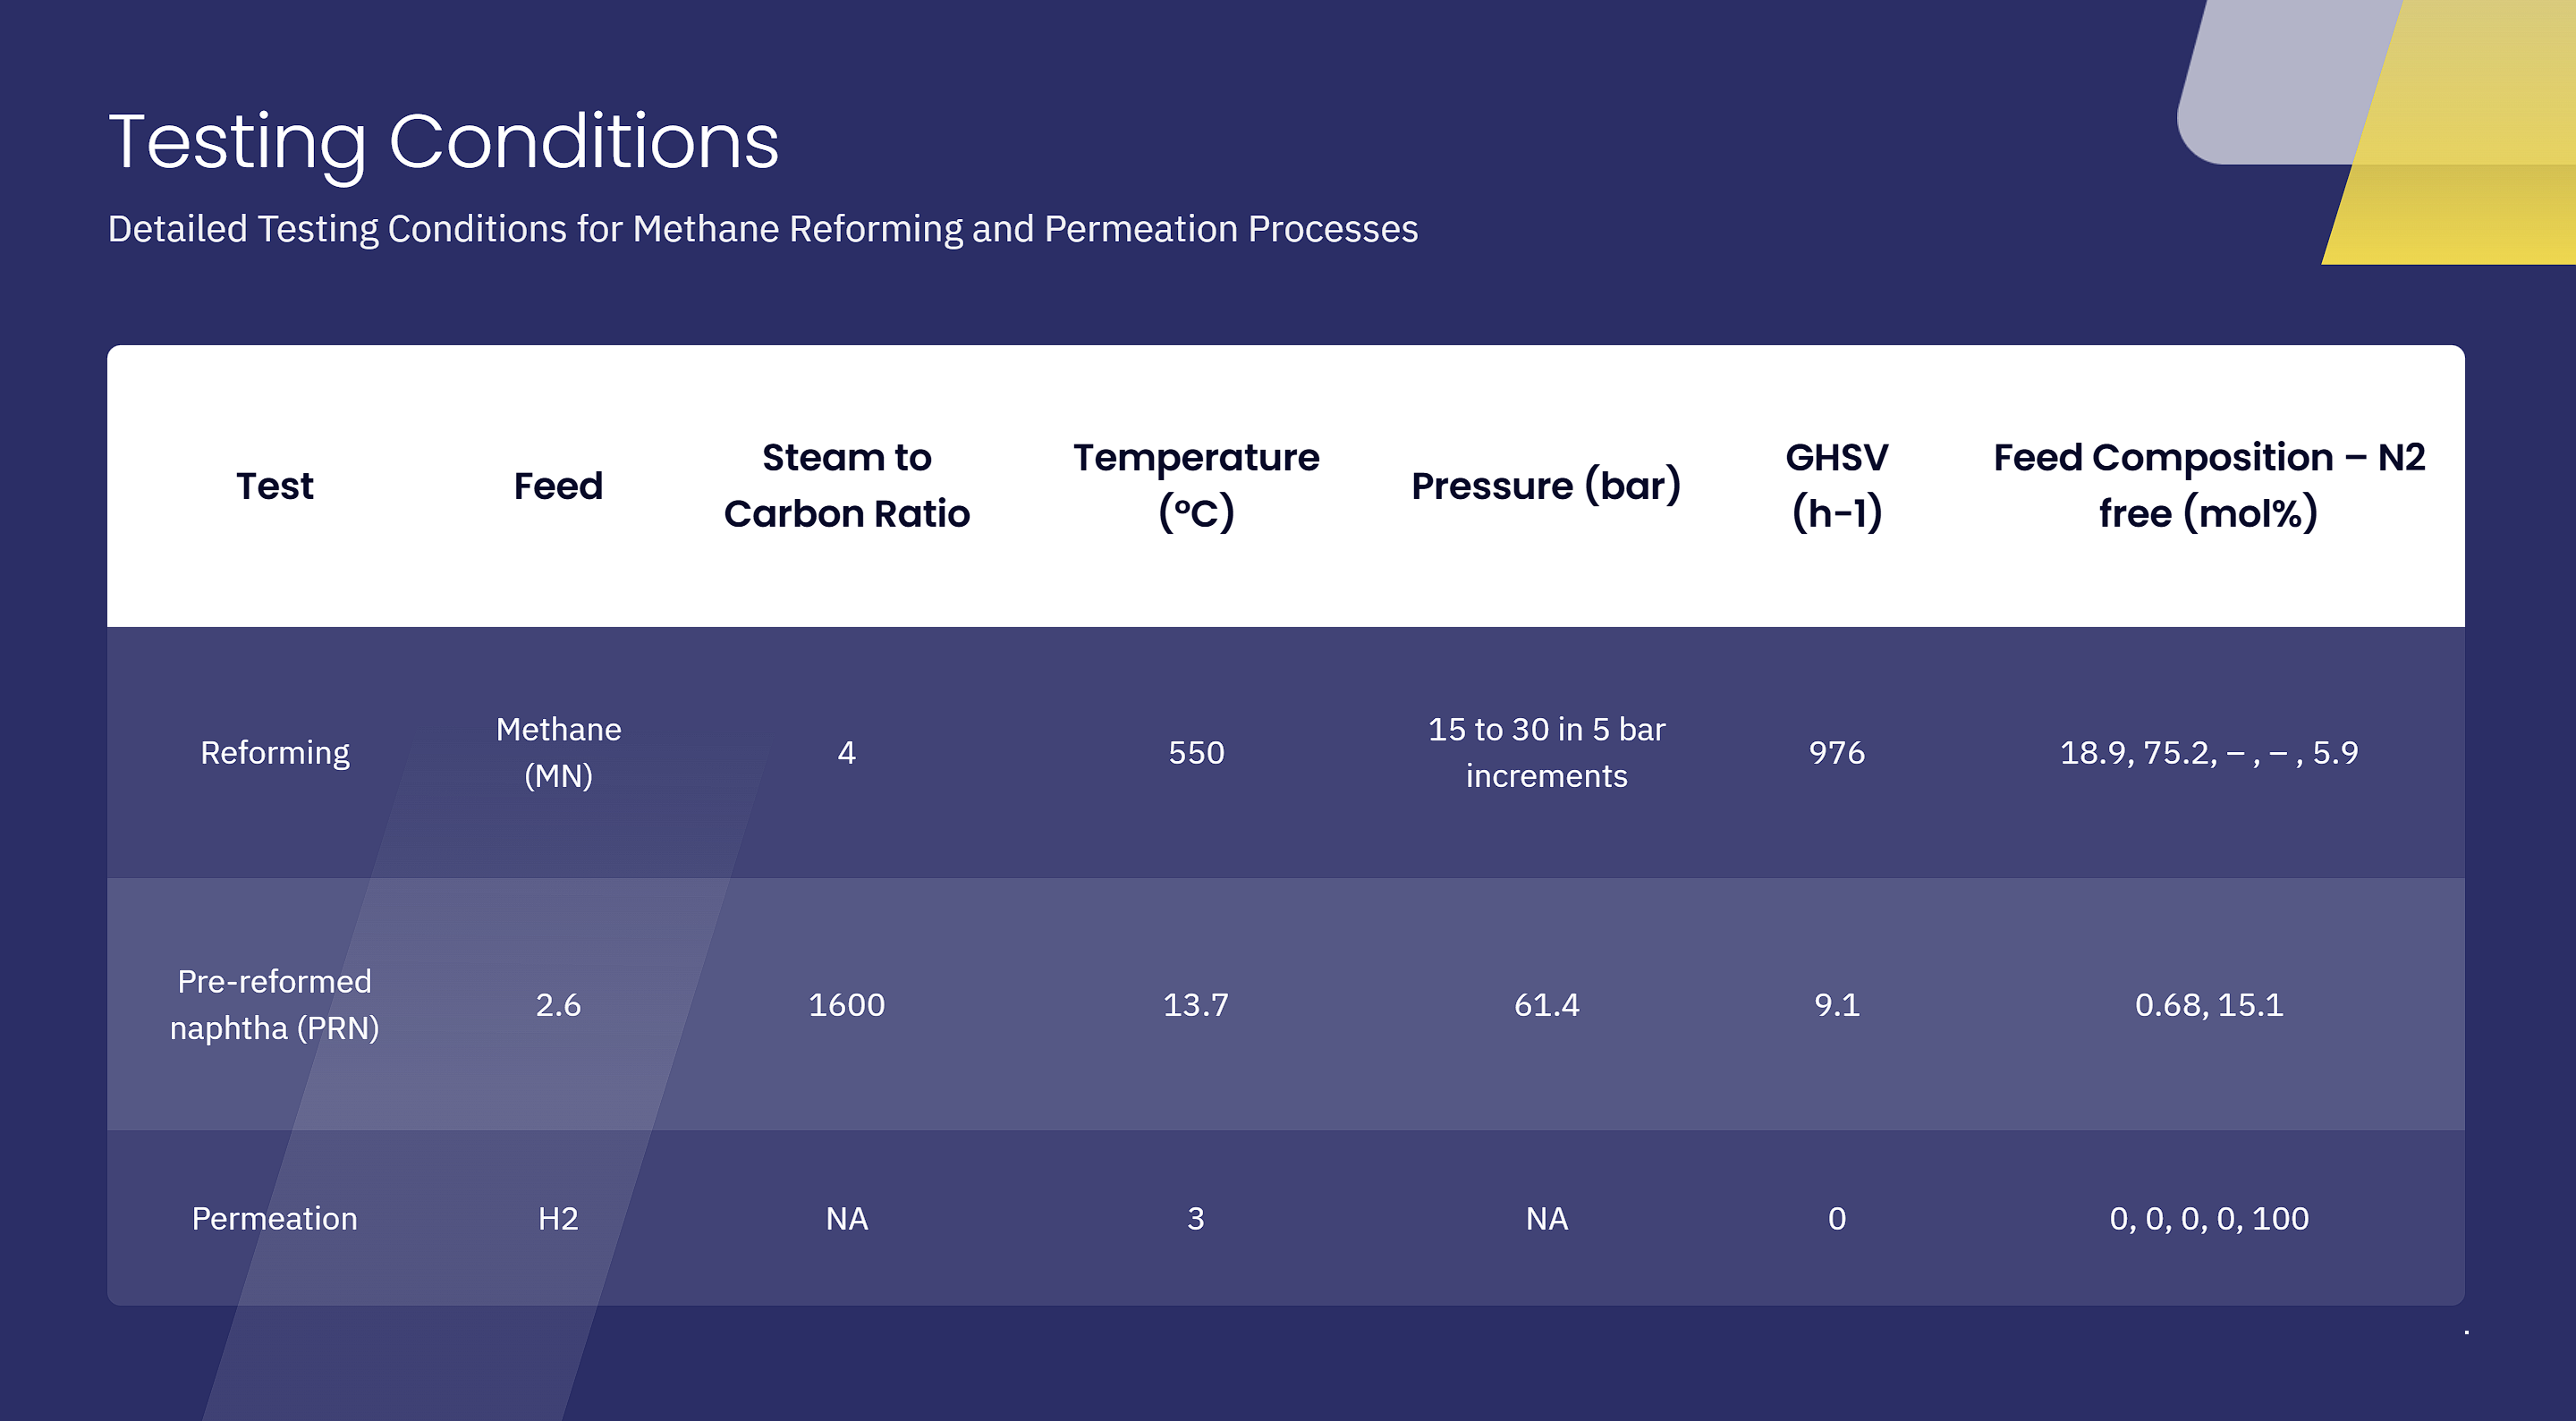 Testing Conditions
Detailed Testing Conditions for Methane Reforming and Permeation Processes
Test
Feed
Steam to
Carbon Ratio
Temperature
(°C)
Pressure (bar)
GHSV
(h-1)
Feed Composition – N2
free (mol%)
Reforming
Methane
(MN)
4
550
15 to 30 in 5 bar
increments
976
18.9, 75.2, – , – , 5.9
Pre-reformed
naphtha (PRN)
2.6
1600
13.7
61.4
9.1
0.68, 15.1
Permeation
H2
NA
3
NA
0
0, 0, 0, 0, 100
.